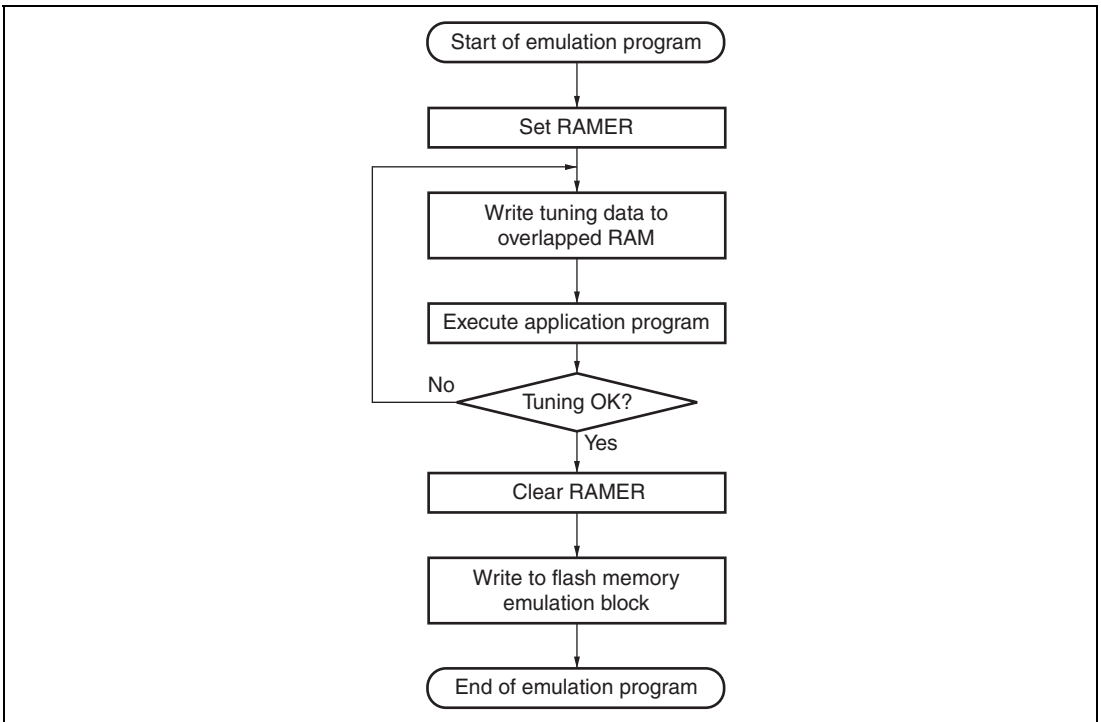 Start of emulation program
Set RAMER
Write tuning data to
overlapped RAM
Execute application program
No
Tuning OK?
Yes
Clear RAMER
Write to flash memory
emulation block
End of emulation program